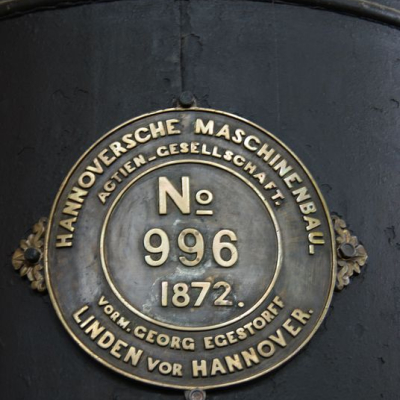 HANNOVERSCHE MASCHINENBAU-
ACTIEN-GESELLSCHAFT.
No
996
1872.
VORM. GEORG EGESTORFF
LINDEN VOR HANNOVER.